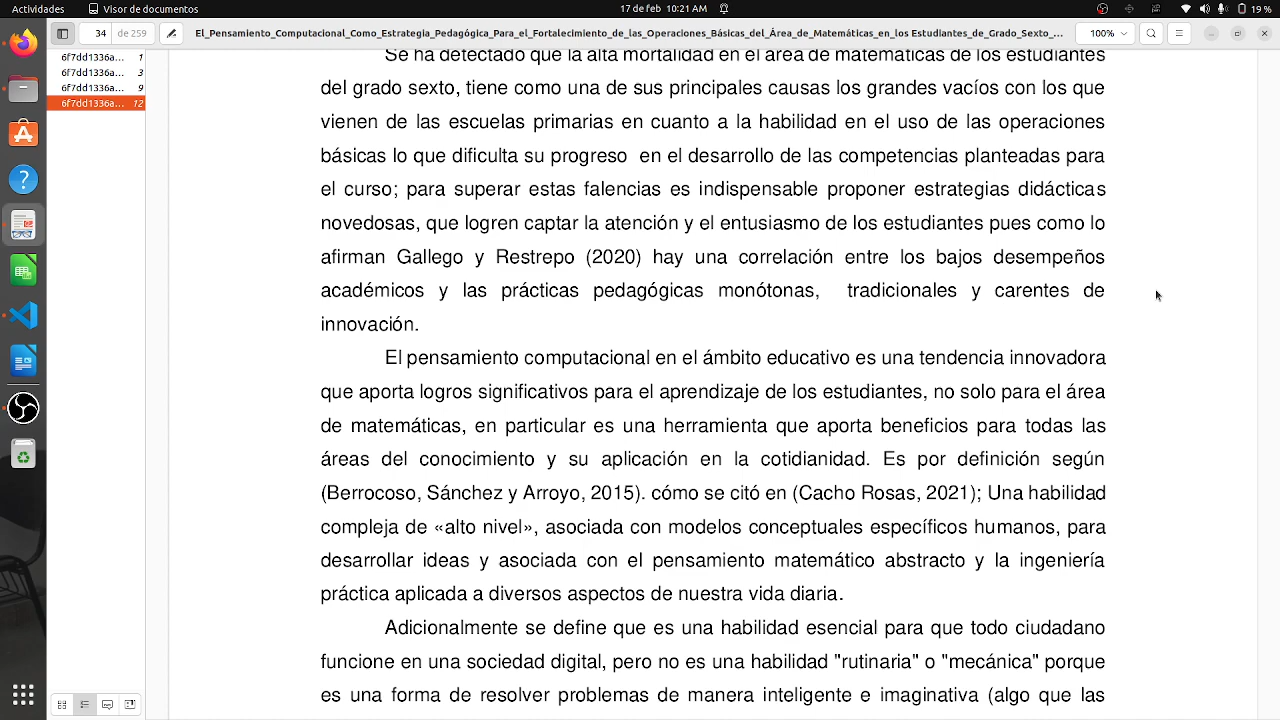 Actividades
Visor de documentos
17 de feb 10:21 AM
19 %
34
de 259
El_Pensamiento_Computacional_Como_Estrategia_Pedagógica_Para_el_Fortalecimiento_de_las_Operaciones_Básicas_del_Área_de_Matemáticas_en_los Estudiantes_de_Grado_Sexto_...
100%
6f7dd1336a... 1
6f7dd1336a... 3
6f7dd1336a... 9
6f7dd1336a... 12
Se ha detectado que la alta mortalidad en el área de matemáticas de los estudiantes
del grado sexto, tiene como una de sus principales causas los grandes vacíos con los que
vienen de las escuelas primarias en cuanto a la habilidad en el uso de las operaciones
básicas lo que dificulta su progreso en el desarrollo de las competencias planteadas para
el curso; para superar estas falencias es indispensable proponer estrategias didácticas
novedosas, que logren captar la atención y el entusiasmo de los estudiantes pues como lo
afirman Gallego y Restrepo (2020) hay una correlación entre los bajos desempeños
académicos y las prácticas pedagógicas monótonas, tradicionales y carentes de
innovación.
El pensamiento computacional en el ámbito educativo es una tendencia innovadora
que aporta logros significativos para el aprendizaje de los estudiantes, no solo para el área
de matemáticas, en particular es una herramienta que aporta beneficios para todas las
áreas del conocimiento y su aplicación en la cotidianidad. Es por definición según
(Berrocoso, Sánchez y Arroyo, 2015). cómo se citó en (Cacho Rosas, 2021); Una habilidad
compleja de «alto nivel», asociada con modelos conceptuales específicos humanos, para
desarrollar ideas y asociada con el pensamiento matemático abstracto y la ingeniería
práctica aplicada a diversos aspectos de nuestra vida diaria.
Adicionalmente se define que es una habilidad esencial para que todo ciudadano
funcione en una sociedad digital, pero no es una habilidad "rutinaria" o "mecánica" porque
es una forma de resolver problemas de manera inteligente e imaginativa (algo que las